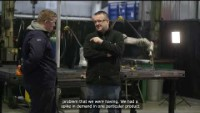 problem that we were having. We had a
spike in demand in one particular product